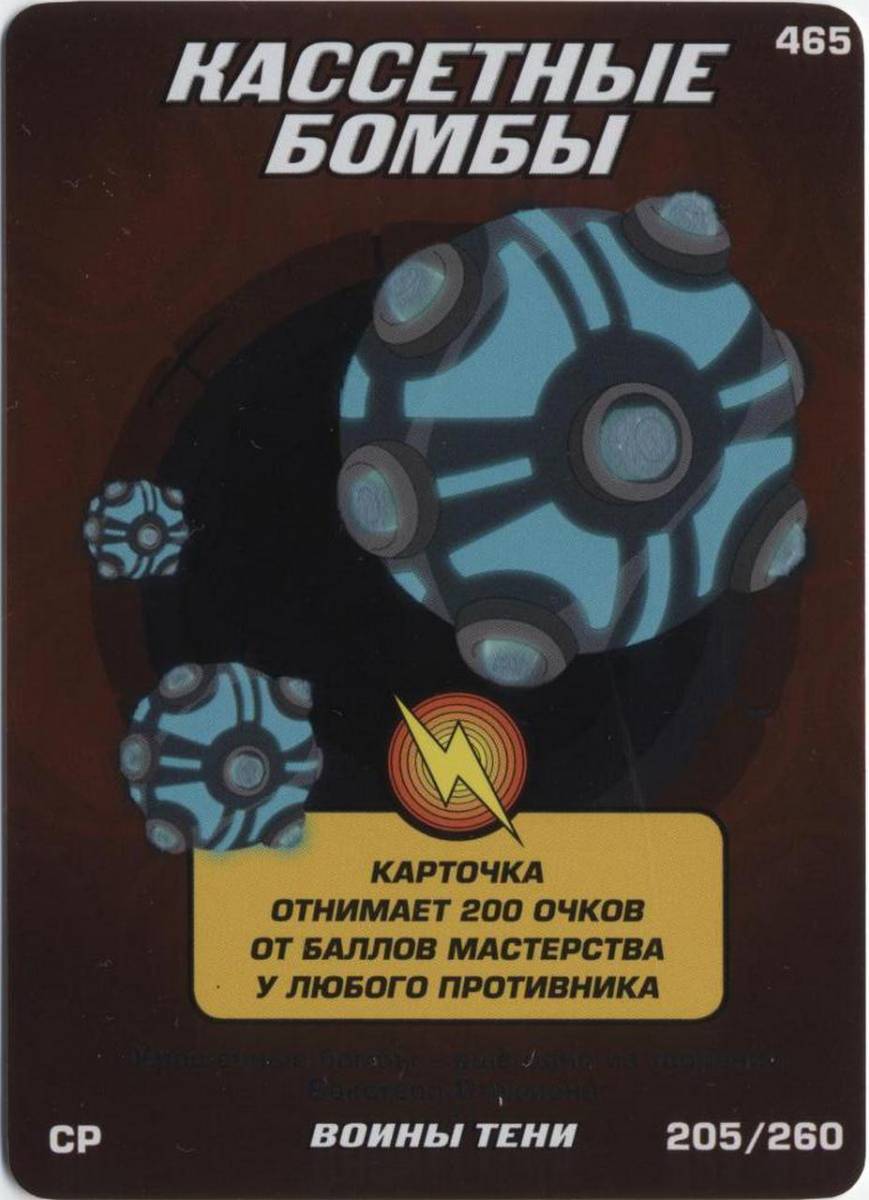 465
КАССЕТНЫЕ
БОМБЫ
КАРТОЧКА
ОТНИМАЕТ 200 ОЧКОВ
ОТ БАЛЛОВ МАСТЕРСТВА
У ЛЮБОГО ПРОТИВНИКА
СР
ВОИНЫ ТЕНИ
205/260